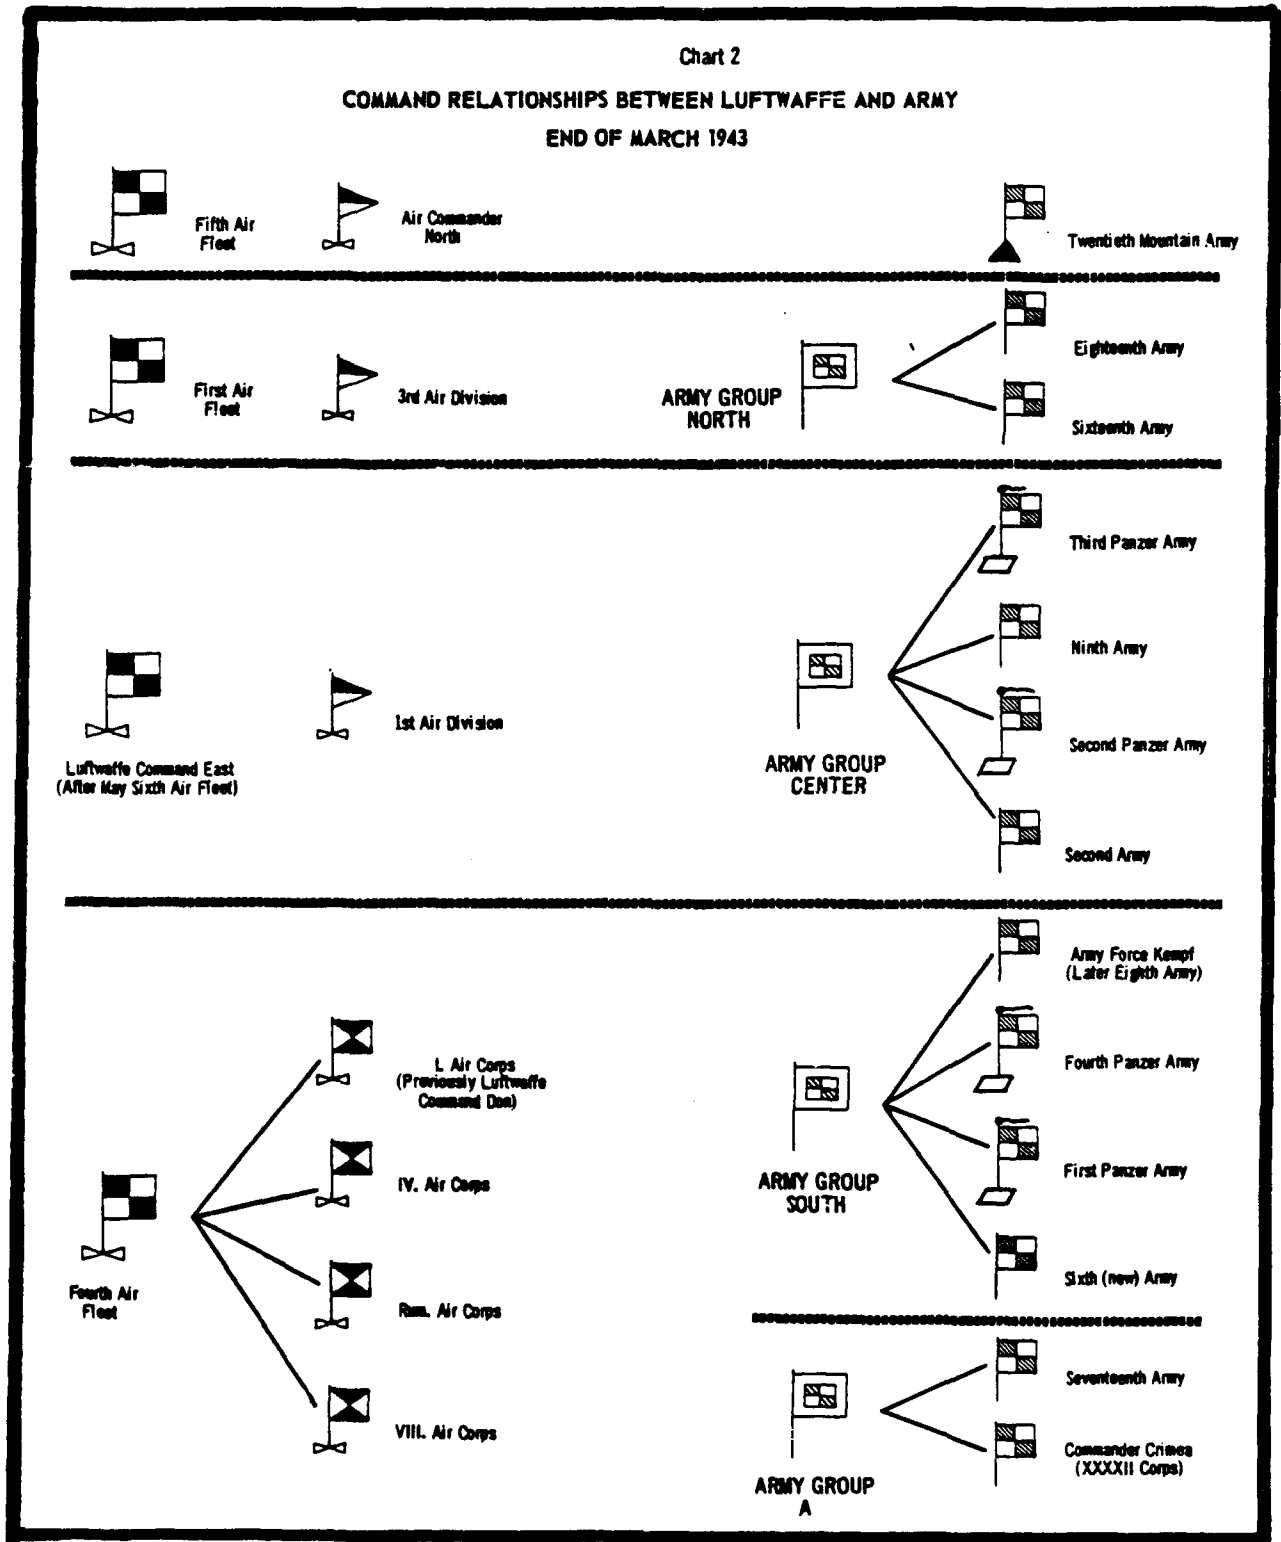 Chart 2
COMMAND RELATIONSHIPS BETWEEN LUFTWAFFE AND ARMY
END OF MARCH 1943
Fifth Air
Fleet
Air Commander
North
Twentieth Mountain Army
First Air
Fleet
3rd Air Division
ARMY GROUP
NORTH
Eighteenth Army
Sixteenth Army
Luftwaffe Command East
(After May Sixth Air Fleet)
1st Air Division
ARMY GROUP
CENTER
Third Panzer Army
Ninth Army
Second Panzer Army
Second Army
Fourth Air
Fleet
I. Air Corps
(Previously Luftwaffe
Command Don)
IV. Air Corps
Rum. Air Corps
VIII. Air Corps
ARMY GROUP
SOUTH
Army Force Kempf
(Later Eighth Army)
Fourth Panzer Army
First Panzer Army
Sixth (new) Army
ARMY GROUP
A
Seventeenth Army
Commander Crimea
(XXXXII Corps)